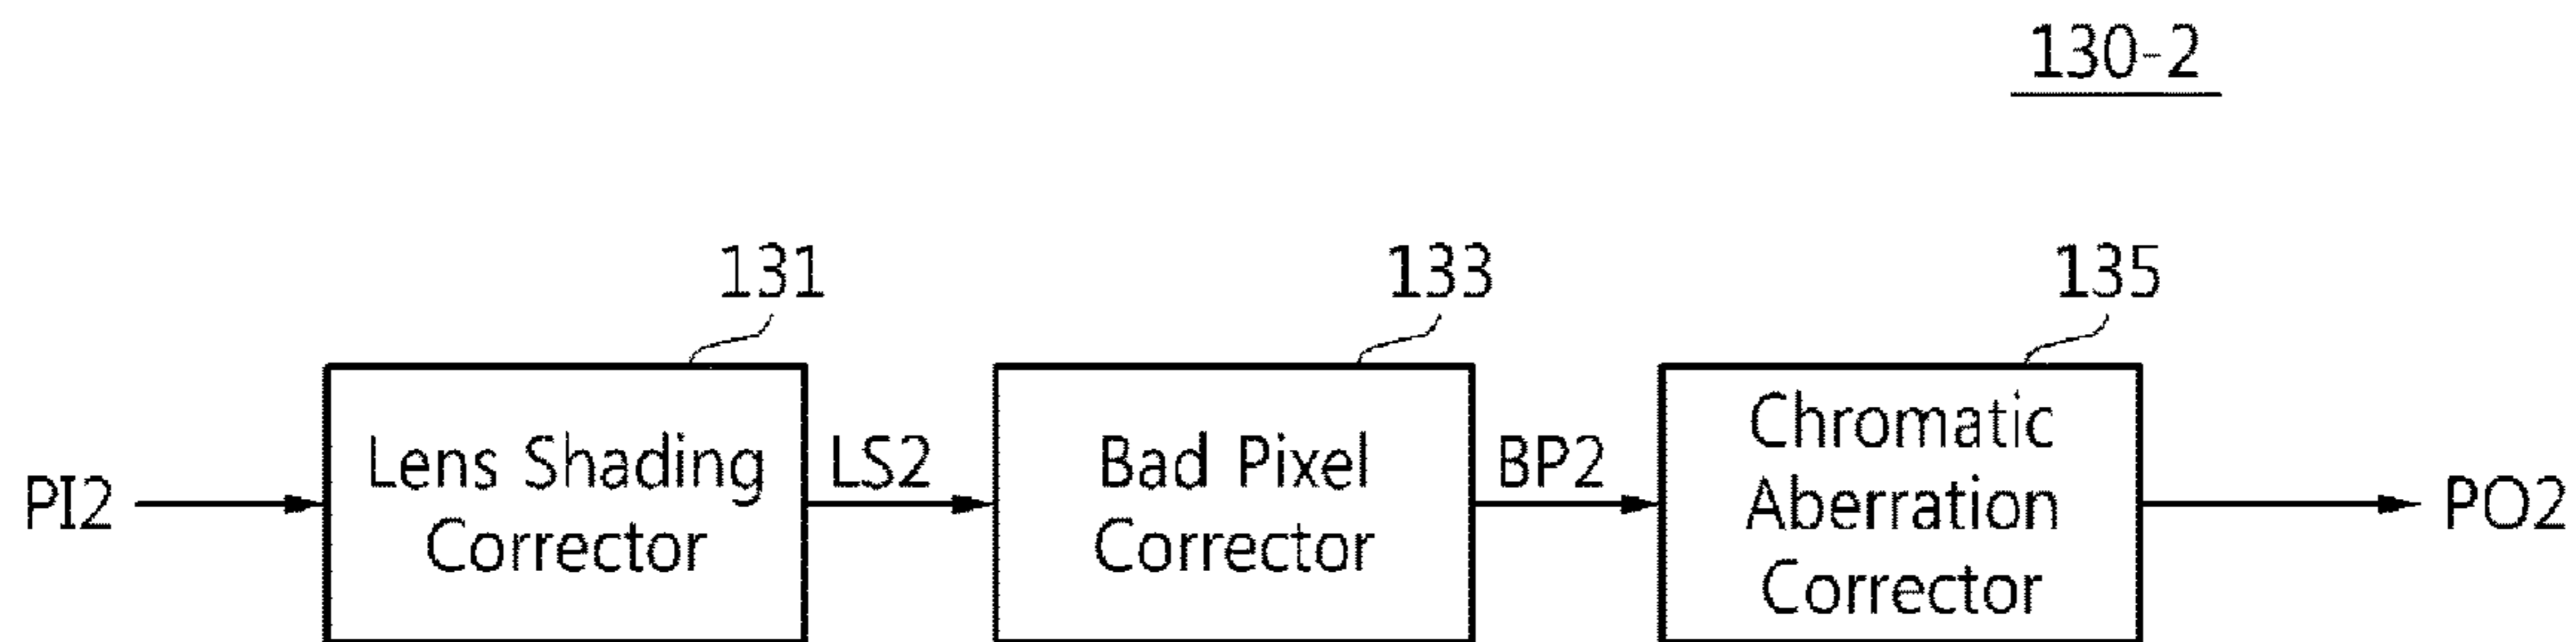 130-2
131
133
135
PI2
Lens Shading
Corrector
LS2
Bad Pixel
Corrector
BP2
Chromatic
Aberration
Corrector
PO2